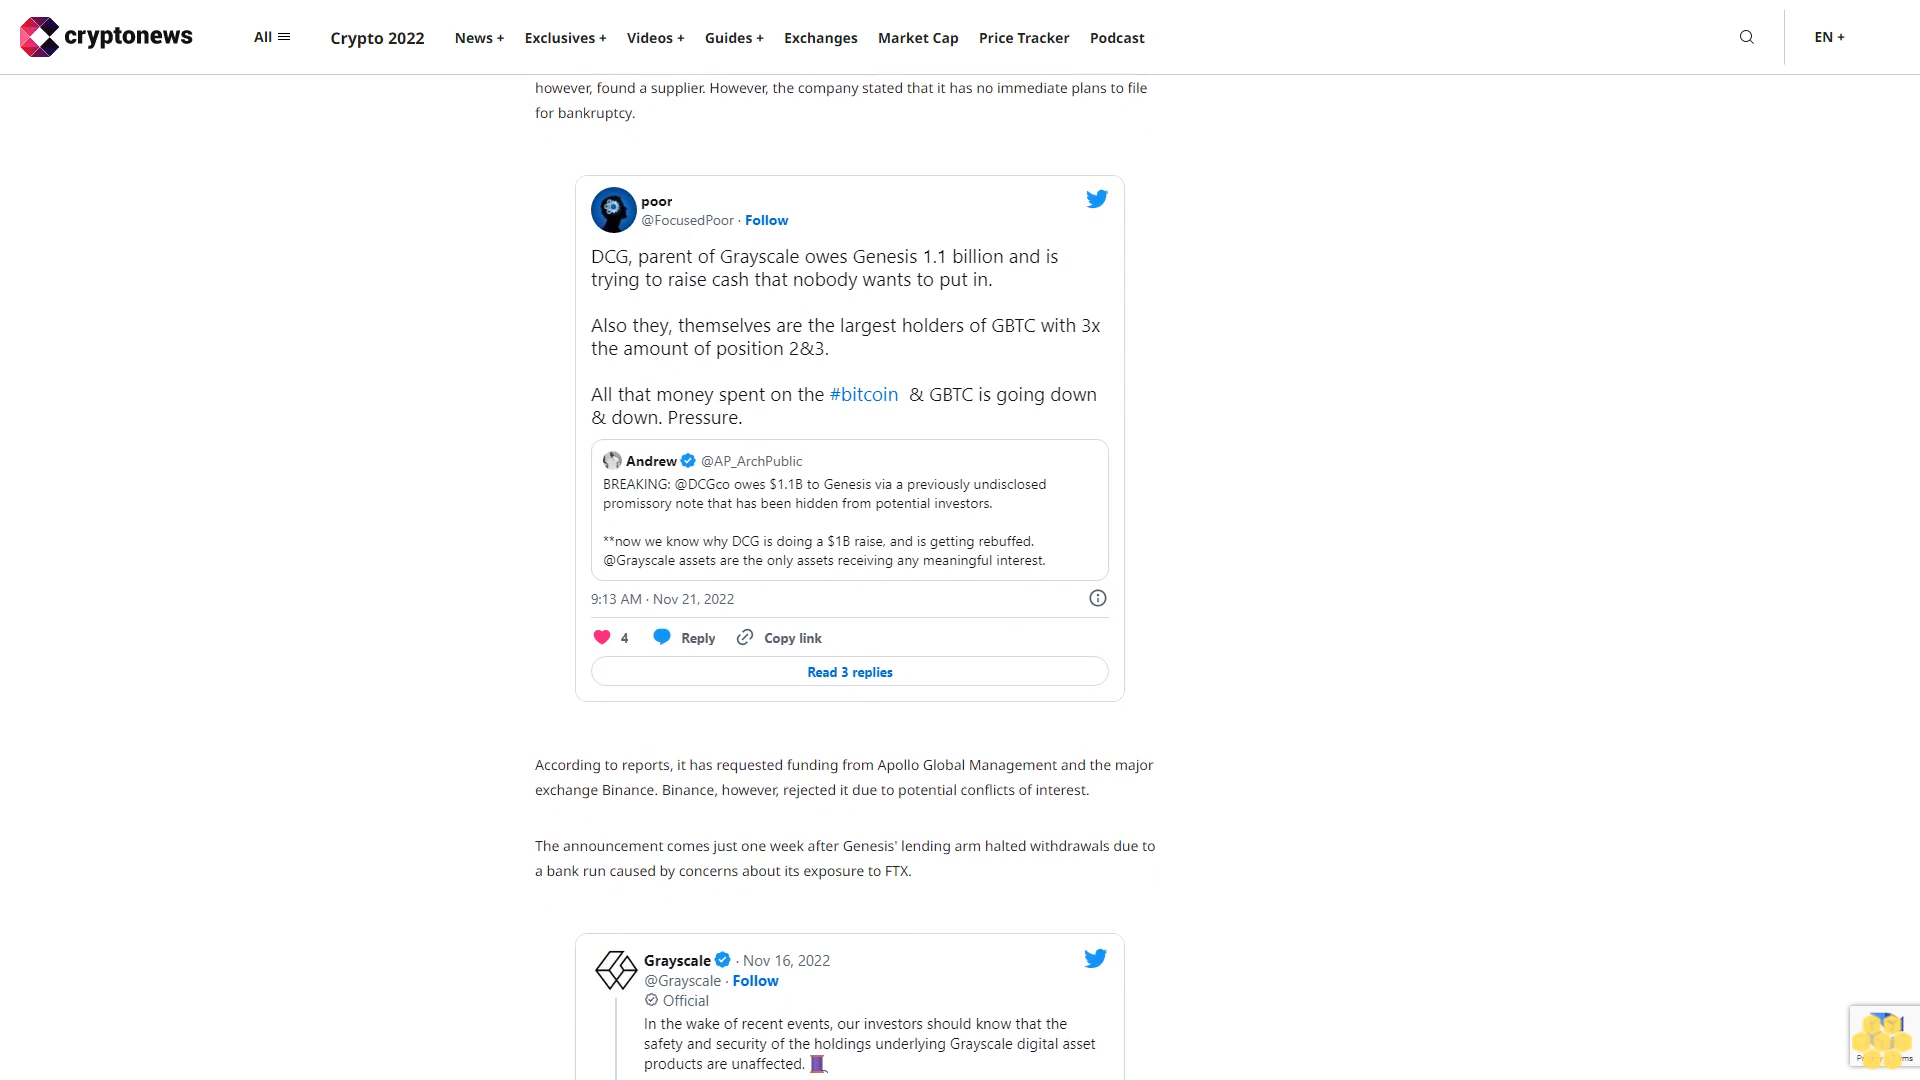 cryptonews
All
Crypto 2022
News +
Exclusives +
Videos +
Guides +
Exchanges
Market Cap
Price Tracker
Podcast
EN +
however, found a supplier. However, the company stated that it has no immediate plans to file
for bankruptcy.
poor
@FocusedPoor · Follow
DCG, parent of Grayscale owes Genesis 1.1 billion and is
trying to raise cash that nobody wants to put in.
Also they, themselves are the largest holders of GBTC with 3x
the amount of position 2&3.
All that money spent on the #bitcoin & GBTC is going down
& down. Pressure.
Andrew @AP_ArchPublic
BREAKING: @DCGco owes $1.1B to Genesis via a previously undisclosed
promissory note that has been hidden from potential investors.
**now we know why DCG is doing a $1B raise, and is getting rebuffed.
@Grayscale assets are the only assets receiving any meaningful interest.
9:13 AM · Nov 21, 2022
4 Reply Copy link
Read 3 replies
According to reports, it has requested funding from Apollo Global Management and the major
exchange Binance. Binance, however, rejected it due to potential conflicts of interest.
The announcement comes just one week after Genesis' lending arm halted withdrawals due to
a bank run caused by concerns about its exposure to FTX.
Grayscale · Nov 16, 2022
@Grayscale · Follow
Official
In the wake of recent events, our investors should know that the
safety and security of the holdings underlying Grayscale digital asset
products are unaffected.